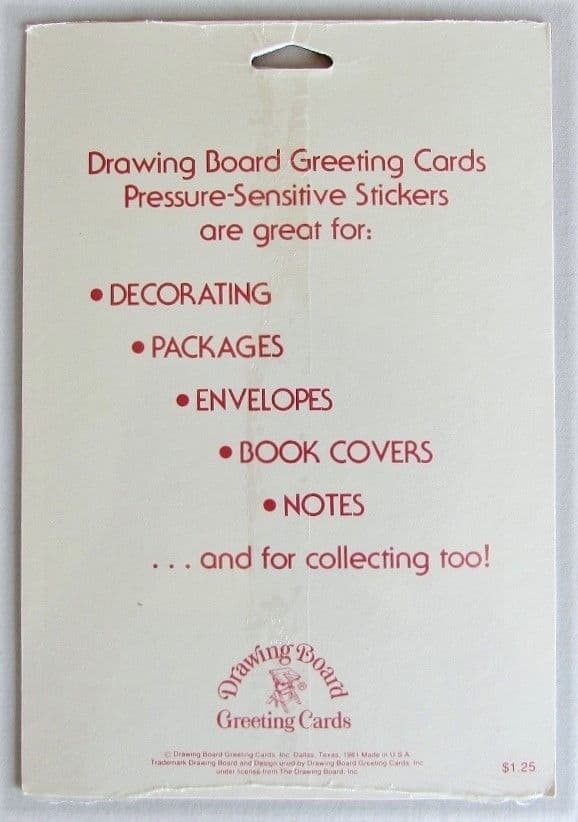 Drawing Board Greeting Cards
Pressure-Sensitive Stickers
are great for:
• DECORATING
• PACKAGES
• ENVELOPES
• BOOK COVERS
• NOTES
. . . and for collecting too!
Drawing Board
®
Greeting Cards
© Drawing Board Greeting Cards, Inc. Dallas, Texas, 1981 Made in U.S.A.
Trademark Drawing Board and Design used by Drawing Board Greeting Cards, Inc.
under license from The Drawing Board, Inc.
$1.25